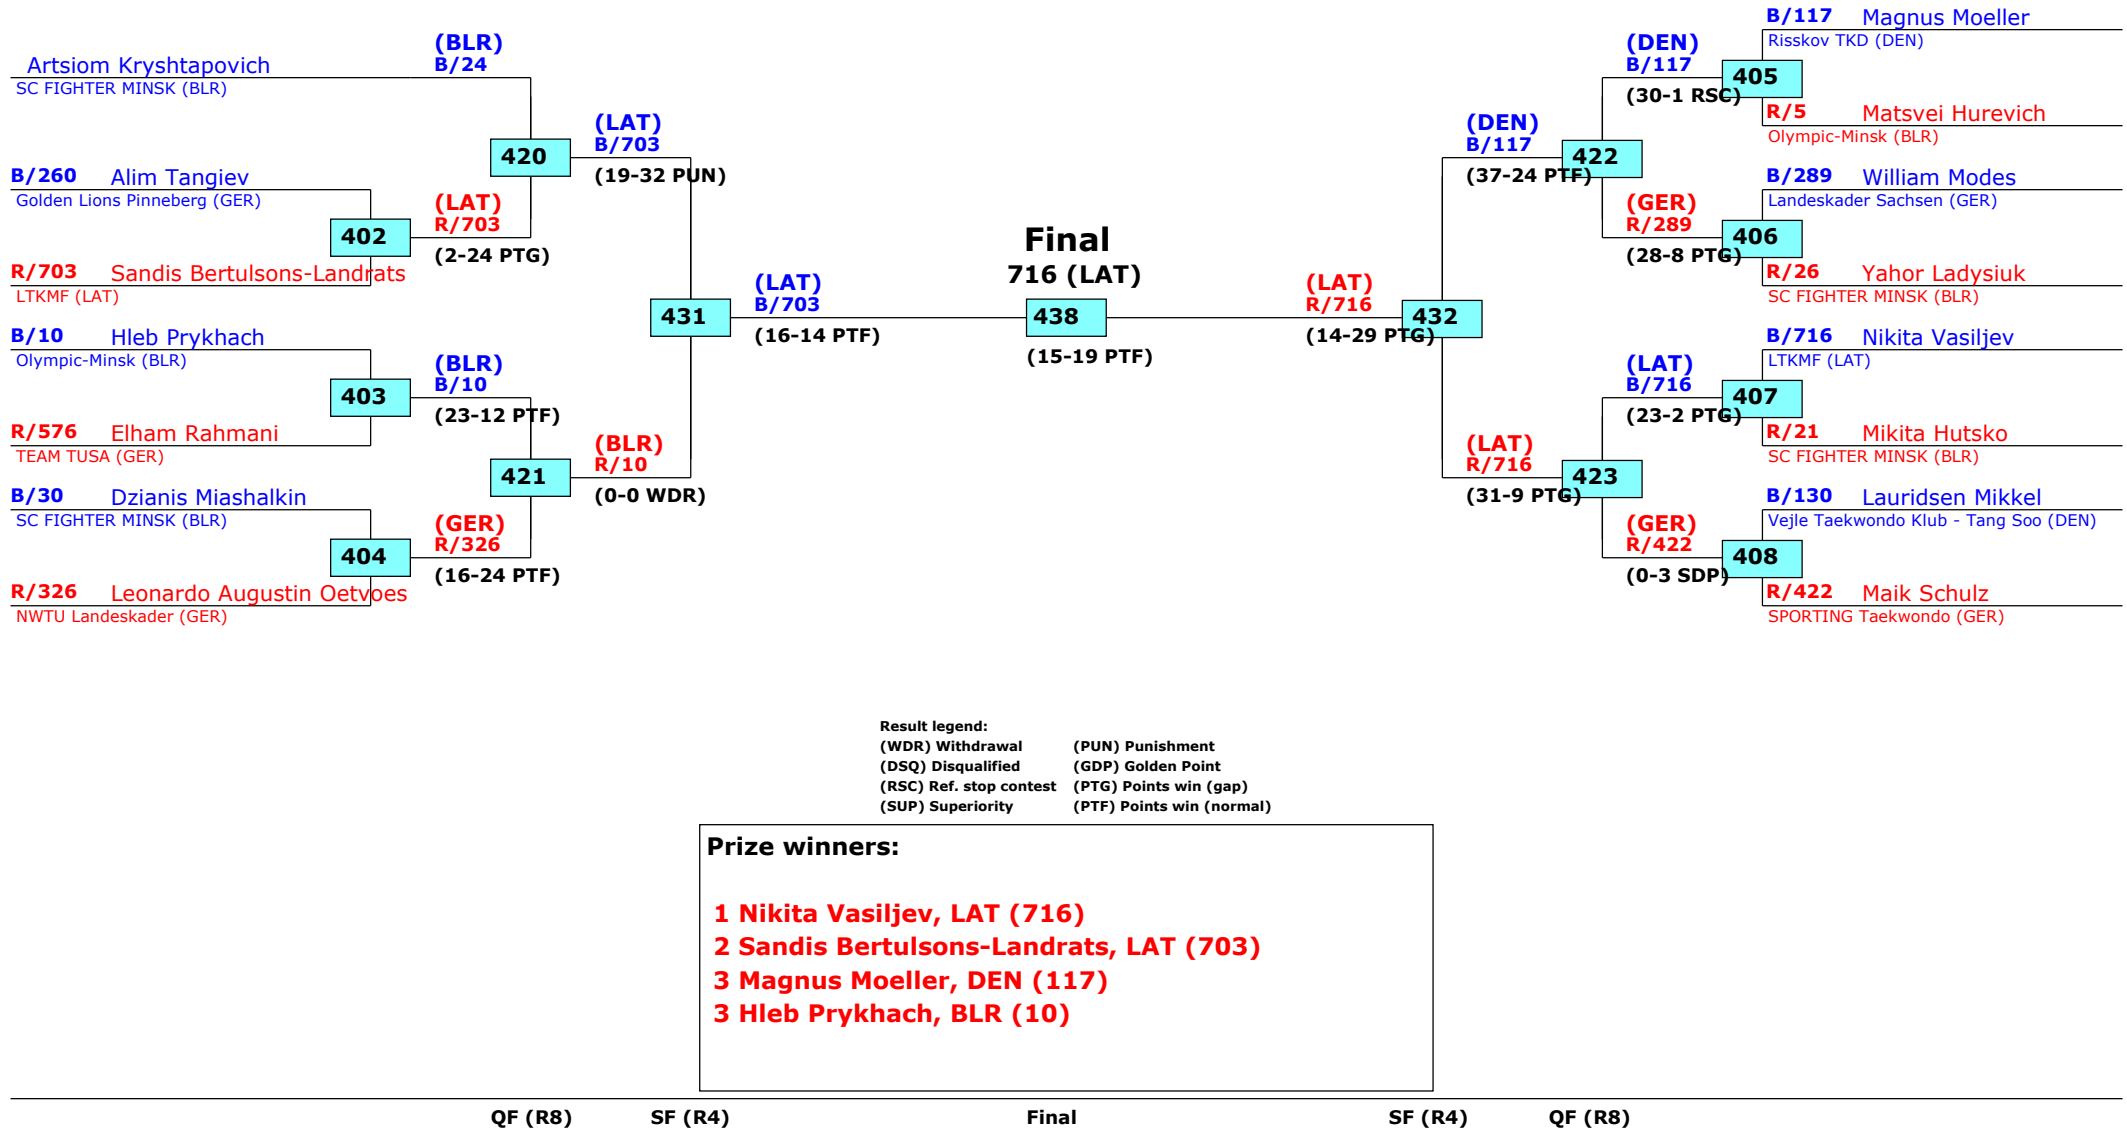 Artsiom Kryshtapovich
SC FIGHTER MINSK (BLR)
(BLR)
B/24
B/260 Alim Tangiev
Golden Lions Pinneberg (GER)
402
R/703 Sandis Bertulsons-Landrats
LTKMF (LAT)
(LAT)
R/703
(2-24 PTG)
420
(LAT)
B/703
(19-32 PUN)
B/10 Hleb Prykhach
Olympic-Minsk (BLR)
403
R/576 Elham Rahmani
TEAM TUSA (GER)
(BLR)
B/10
(23-12 PTF)
421
(BLR)
R/10
(0-0 WDR)
B/30 Dzianis Miashalkin
SC FIGHTER MINSK (BLR)
404
R/326 Leonardo Augustin Oetvoes
NWTU Landeskader (GER)
(GER)
R/326
(16-24 PTF)
431
(LAT)
B/703
(16-14 PTF)
Final
716 (LAT)
438
(15-19 PTF)
(LAT)
R/716
(14-29 PTG)
432
(DEN)
B/117
(37-24 PTF)
422
(LAT)
R/716
(31-9 PTG)
423
(DEN)
B/117
(30-1 RSC)
405
B/117 Magnus Moeller
Risskov TKD (DEN)
R/5 Matsvei Hurevich
Olympic-Minsk (BLR)
(GER)
R/289
(28-8 PTG)
406
B/289 William Modes
Landeskader Sachsen (GER)
R/26 Yahor Ladysiuk
SC FIGHTER MINSK (BLR)
(LAT)
B/716
(23-2 PTG)
407
B/716 Nikita Vasiljev
LTKMF (LAT)
R/21 Mikita Hutsko
SC FIGHTER MINSK (BLR)
(GER)
R/422
(0-3 SDP)
408
B/130 Lauridsen Mikkel
Vejle Taekwondo Klub - Tang Soo (DEN)
R/422 Maik Schulz
SPORTING Taekwondo (GER)
Result legend:
(WDR) Withdrawal (PUN) Punishment
(DSQ) Disqualified (GDP) Golden Point
(RSC) Ref. stop contest (PTG) Points win (gap)
(SUP) Superiority (PTF) Points win (normal)
Prize winners:
1 Nikita Vasiljev, LAT (716)
2 Sandis Bertulsons-Landrats, LAT (703)
3 Magnus Moeller, DEN (117)
3 Hleb Prykhach, BLR (10)
QF (R8) SF (R4) Final SF (R4) QF (R8)